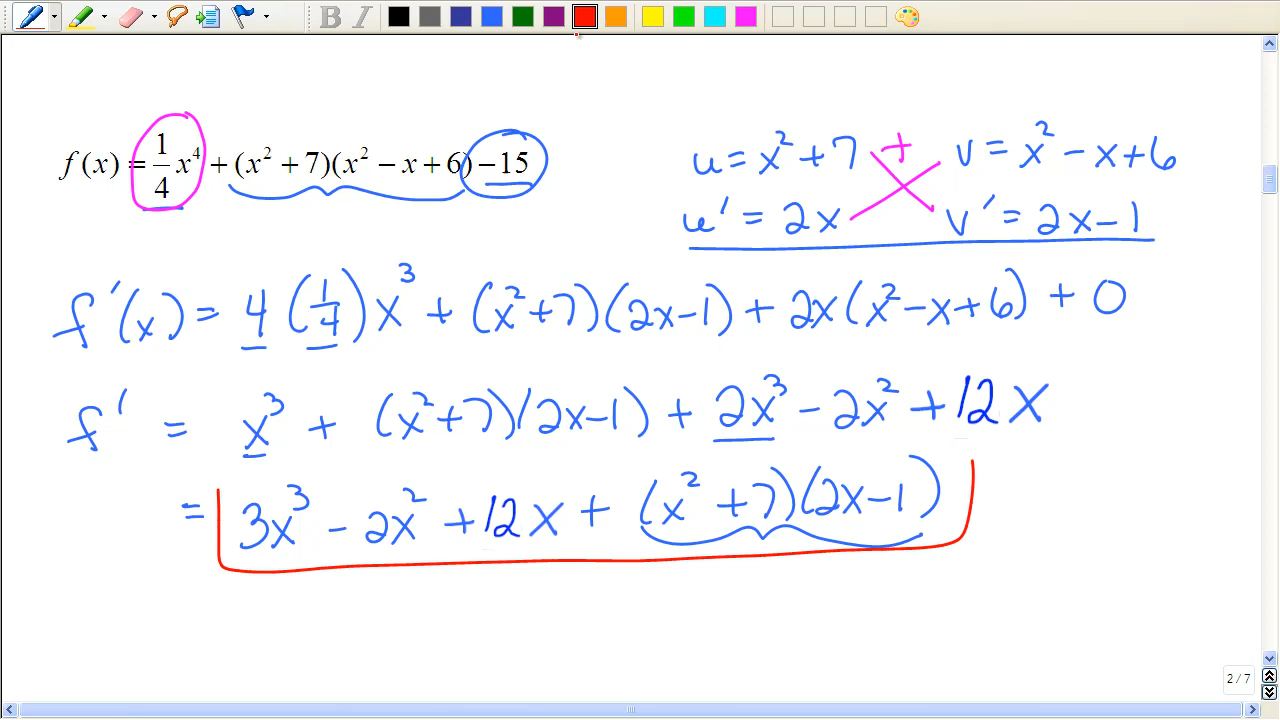 B I U
f(x) = 1/4 x⁴ + (x² + 7)(x² − x + 6) − 15
u = x² + 7 + v = x² − x + 6
u' = 2x v' = 2x − 1
f'(x) = 4(1/4)x³ + (x² + 7)(2x − 1) + 2x(x² − x + 6) + 0
f' = x³ + (x² + 7)(2x − 1) + 2x³ − 2x² + 12x
= 3x³ − 2x² + 12x + (x² + 7)(2x − 1)
2 / 7